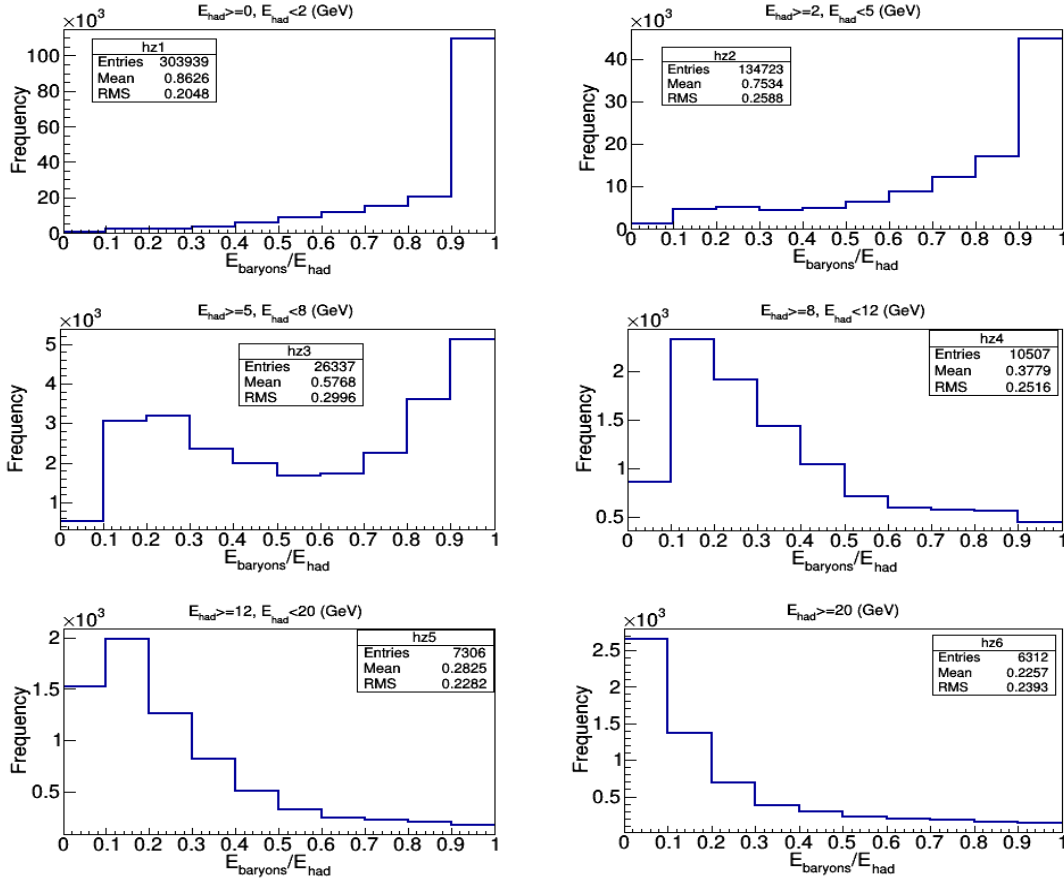 E_had>=0, E_had<2 (GeV)
×10³
hz1
Entries 303939
Mean 0.8626
RMS 0.2048
Frequency
100
80
60
40
20
0
0 0.1 0.2 0.3 0.4 0.5 0.6 0.7 0.8 0.9 1
E_baryons/E_had
E_had>=2, E_had<5 (GeV)
×10³
hz2
Entries 134723
Mean 0.7534
RMS 0.2588
Frequency
40
30
20
10
0
0 0.1 0.2 0.3 0.4 0.5 0.6 0.7 0.8 0.9 1
E_baryons/E_had
E_had>=5, E_had<8 (GeV)
×10³
hz3
Entries 26337
Mean 0.5768
RMS 0.2996
Frequency
5
4
3
2
1
0 0.1 0.2 0.3 0.4 0.5 0.6 0.7 0.8 0.9 1
E_baryons/E_had
E_had>=8, E_had<12 (GeV)
×10³
hz4
Entries 10507
Mean 0.3779
RMS 0.2516
Frequency
2
1.5
1
0.5
0 0.1 0.2 0.3 0.4 0.5 0.6 0.7 0.8 0.9 1
E_baryons/E_had
E_had>=12, E_had<20 (GeV)
×10³
hz5
Entries 7306
Mean 0.2825
RMS 0.2282
Frequency
2
1.5
1
0.5
0 0.1 0.2 0.3 0.4 0.5 0.6 0.7 0.8 0.9 1
E_baryons/E_had
E_had>=20 (GeV)
×10³
hz6
Entries 6312
Mean 0.2257
RMS 0.2393
Frequency
2.5
2
1.5
1
0.5
0 0.1 0.2 0.3 0.4 0.5 0.6 0.7 0.8 0.9 1
E_baryons/E_had